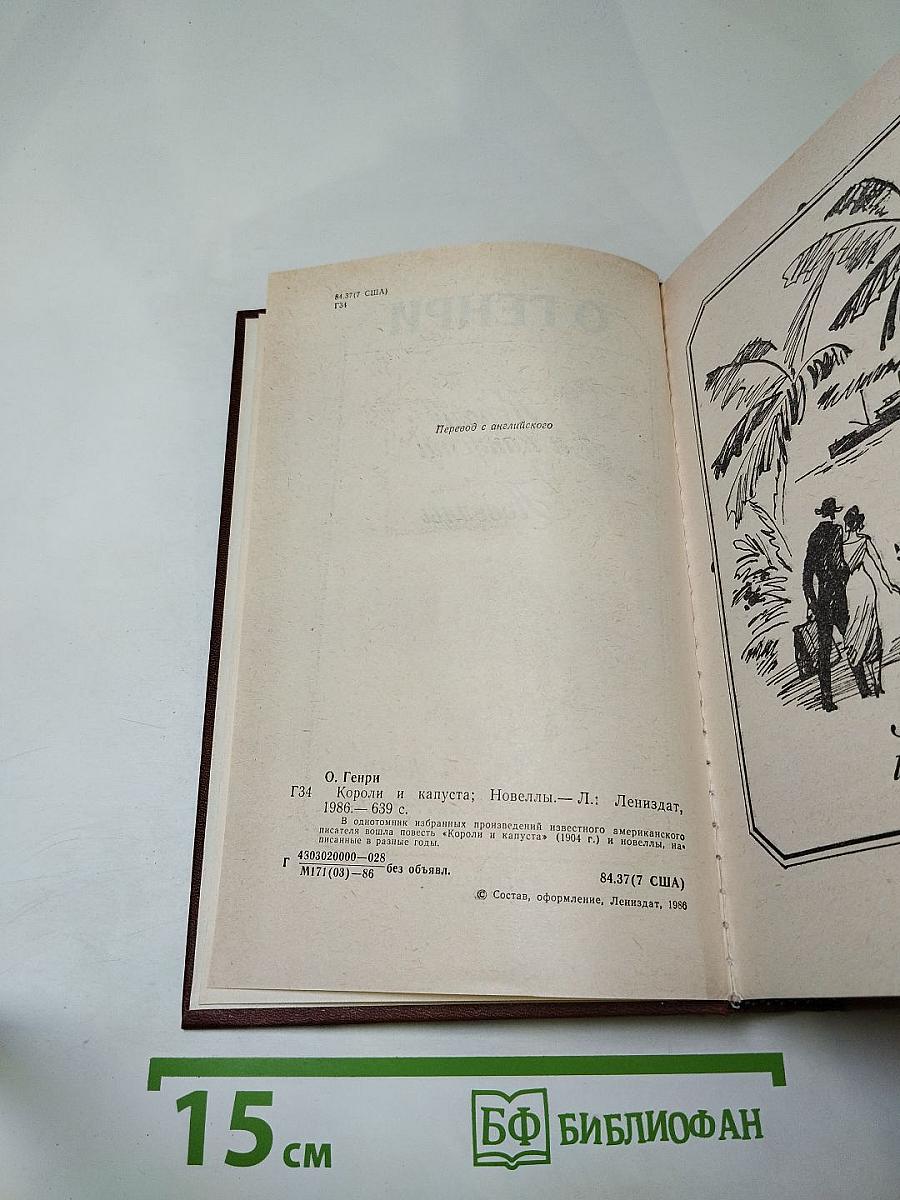 84.37(7 США)
Г34
О. ГЕНРИ
Перевод с английского
О. Генри
Г34 Короли и капуста; Новеллы.— Л.: Лениздат,
1986.— 639 с.
В однотомник избранных произведений известного американского
писателя вошла повесть «Короли и капуста» (1904 г.) и новеллы, на-
писанные в разные годы.
Г 4303020000—028 без объявл.
М171(03)—86
84.37(7 США)
© Состав, оформление, Лениздат, 1986
15 см
БФ БИБЛИОФАН